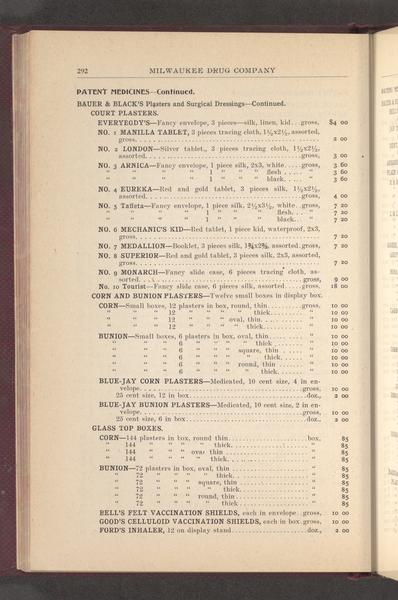 292 MILWAUKEE DRUG COMPANY
PATENT MEDICINES—Continued.
BAUER & BLACK'S Plasters and Surgical Dressings—Continued.
COURT PLASTERS.
EVERYEDGY'S—Fancy envelope, 3 pieces—silk, linen, kid...gross, $4 00
NO. 1 MANILLA TABLET, 3 pieces tracing cloth, 1½x2½, assorted,
gross, 2 00
NO. 2 LONDON—Silver tablet,, 3 pieces tracing cloth, 1½x2½,
assorted, gross, 3 00
NO. 3 ARNICA—Fancy envelope, 1 piece silk, 2x3, white gross, 3 60
" " " " 1 " " " flesh " 3 60
" " " " 1 " " " black " 3 60
NO. 4 EUREKA—Red and gold tablet, 3 pieces silk, 1½x2½,
assorted, gross, 4 00
NO. 5 Taffeta—Fancy envelope, 1 piece silk, 2½x3½, white gross, 7 20
" " " 1 " " " flesh " 7 20
" " " 1 " " " black " 7 20
NO. 6 MECHANIC'S KID—Red tablet, 1 piece kid, waterproof, 2x3,
gross, 7 20
NO. 7 MEDALLION—Booklet, 3 pieces silk, assorted, gross, 7 20
NO. 8 SUPERIOR—Red and gold tablet, 3 pieces silk, 2x3, assorted,
gross, 7 20
NO. 9 MONARCH—Fancy slide case, 6 pieces tracing cloth, as-
sorted, gross, 9 00
No. 10 Tourist—Fancy slide case, 6 pieces silk, assorted gross, 18 00
CORN AND BUNION PLASTERS—Twelve small boxes in display box.
CORN—Small boxes, 12 plasters in box, round, thin gross, 10 00
" " " 12 " " " " thick " 10 00
" " " 12 " " " oval, thin " 10 00
" " " 12 " " " " thick " 10 00
BUNION—Small boxes, 6 plasters in box, oval, thin " 10 00
" " " 6 " " " " thick " 10 00
" " " 6 " " " square, thin " 10 00
" " " 6 " " " " thick " 10 00
" " " 6 " " " round, thin " 10 00
" " " 6 " " " " thick " 10 00
BLUE-JAY CORN PLASTERS—Medicated, 10 cent size, 4 in en-
velope gross, 10 00
25 cent size, 12 in box doz., 2 00
BLUE-JAY BUNION PLASTERS—Medicated, 10 cent size, 2 in en-
velope gross, 10 00
25 cent size, 6 in box doz., 2 00
GLASS TOP BOXES.
CORN—144 plasters in box, round thin box, 85
" 144 " " " " thick " 85
" 144 " " " oval thin " 85
" 144 " " " " thick " 85
BUNION—72 plasters in box, oval, thin " 85
" 72 " " " " thick " 85
" 72 " " " square, thin " 85
" 72 " " " " thick " 85
" 72 " " " round, thin " 85
" 72 " " " " thick " 85
BELL'S FELT VACCINATION SHIELDS, each in envelope gross, 10 00
GOOD'S CELLULOID VACCINATION SHIELDS, each in box gross, 10 00
FORD'S INHALER, 12 on display stand doz., 2 00